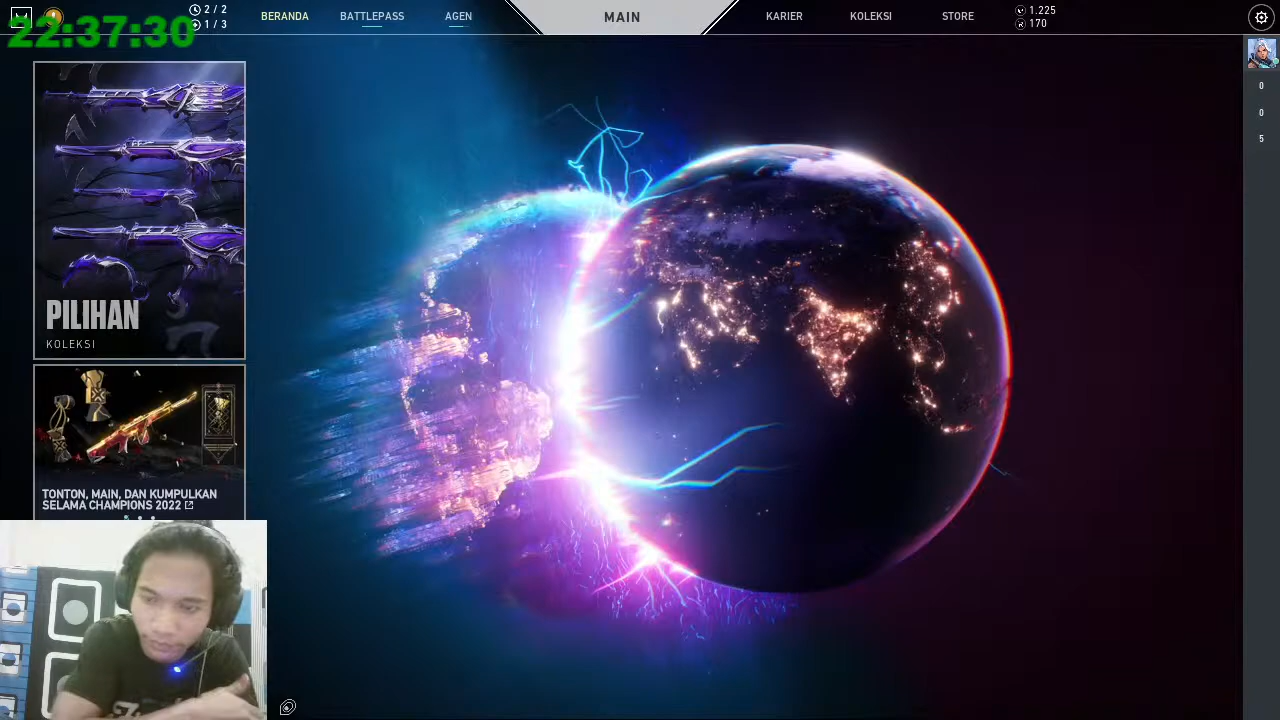 22:37:30
2 / 2
1 / 3
BERANDA
BATTLEPASS
AGEN
MAIN
KARIER
KOLEKSI
STORE
1.225
170
0
0
5
PILIHAN
KOLEKSI
TONTON, MAIN, DAN KUMPULKAN
SELAMA CHAMPIONS 2022